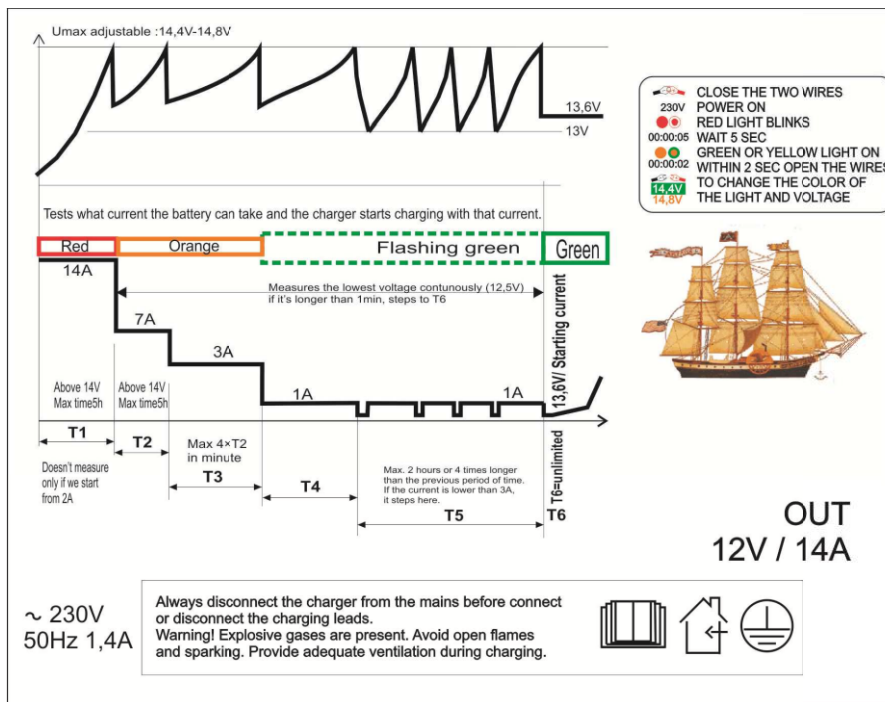 Umax adjustable :14,4V-14,8V
13,6V
13V
CLOSE THE TWO WIRES
230V POWER ON
RED LIGHT BLINKS
00:00:05 WAIT 5 SEC
GREEN OR YELLOW LIGHT ON
00:00:02 WITHIN 2 SEC OPEN THE WIRES
14,4V TO CHANGE THE COLOR OF
14,8V THE LIGHT AND VOLTAGE
Tests what current the battery can take and the charger starts charging with that current.
Red
Orange
Flashing green
Green
14A
Measures the lowest voltage contunously (12,5V)
if it's longer than 1min, steps to T6
7A
3A
1A
1A
13,6V/ Starting current
T6=unlimited
Above 14V
Max time5h
Above 14V
Max time5h
T1
T2
Max 4×T2
in minute
T3
T4
Doesn't measure
only if we start
from 2A
Max. 2 hours or 4 times longer
than the previous period of time.
If the current is lower than 3A,
it steps here.
T5
T6
OUT
12V / 14A
~ 230V
50Hz 1,4A
Always disconnect the charger from the mains before connect
or disconnect the charging leads.
Warning! Explosive gases are present. Avoid open flames
and sparking. Provide adequate ventilation during charging.